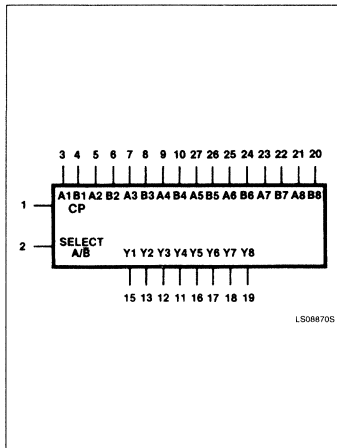 3 4 5 6 7 8 9 10 27 26 25 24 23 22 21 20
A1 B1 A2 B2 A3 B3 A4 B4 A5 B5 A6 B6 A7 B7 A8 B8
1 CP
2 SELECT
A/B̅
Y1 Y2 Y3 Y4 Y5 Y6 Y7 Y8
15 13 12 11 16 17 18 19
LS08870S